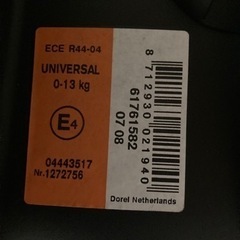 ECE R44-04
UNIVERSAL
0-13 kg
E4
04443517
Nr.1272756
8 712930 021940
61761582
07 08
Dorel Netherlands